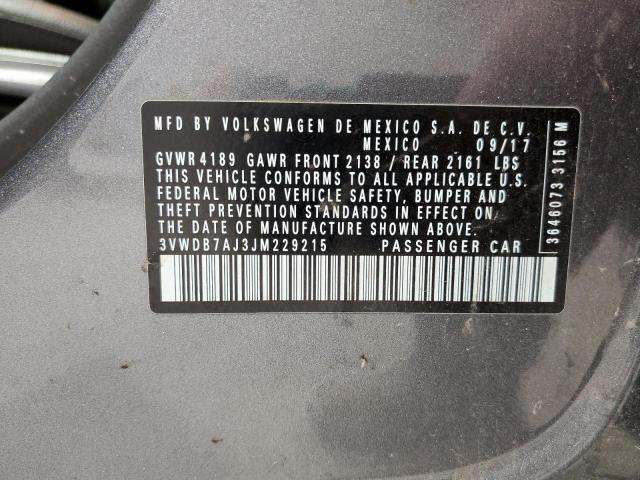 MFD BY VOLKSWAGEN DE MEXICO S.A. DE C.V.
MEXICO 09/17
GVWR 4189 GAWR FRONT 2138 / REAR 2161 LBS
THIS VEHICLE CONFORMS TO ALL APPLICABLE U.S.
FEDERAL MOTOR VEHICLE SAFETY, BUMPER AND
THEFT PREVENTION STANDARDS IN EFFECT ON
THE DATE OF MANUFACTURE SHOWN ABOVE.
3VWDB7AJ3JM229215 PASSENGER CAR
3646073 3156 M